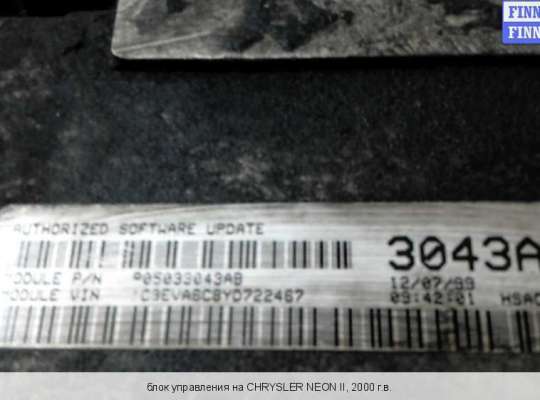 FINN
FINN
AUTHORIZED SOFTWARE UPDATE
3043A
MODULE P/N P05033043AB
12/07/99
MODULE VIN 1C3EVA6C8YD722467
09:42:01 HSAC
блок управления на CHRYSLER NEON II, 2000 г.в.